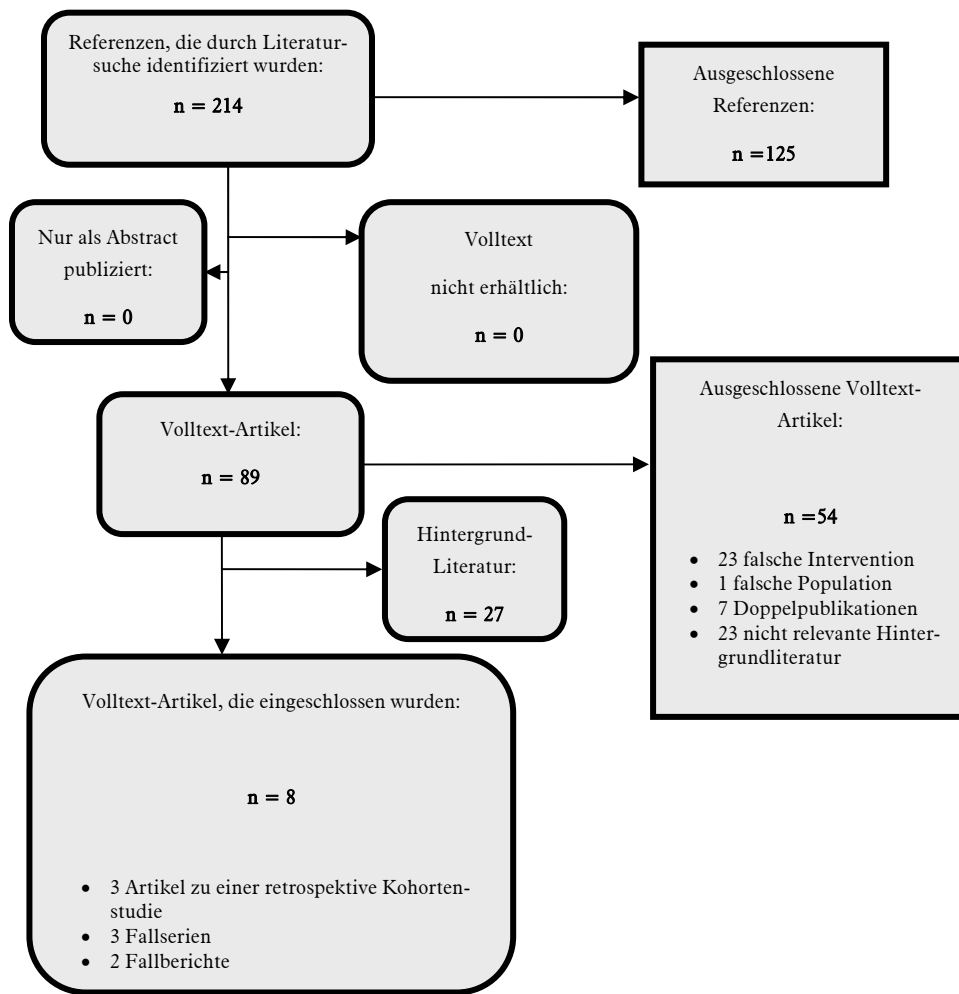 Referenzen, die durch Literatur-
suche identifiziert wurden:
n = 214
Ausgeschlossene
Referenzen:
n =125
Nur als Abstract
publiziert:
n = 0
Volltext
nicht erhältlich:
n = 0
Volltext-Artikel:
n = 89
Ausgeschlossene Volltext-
Artikel:
n =54
• 23 falsche Intervention
• 1 falsche Population
• 7 Doppelpublikationen
• 23 nicht relevante Hinter-
grundliteratur
Hintergrund-
Literatur:
n = 27
Volltext-Artikel, die eingeschlossen wurden:
n = 8
• 3 Artikel zu einer retrospektive Kohorten-
studie
• 3 Fallserien
• 2 Fallberichte